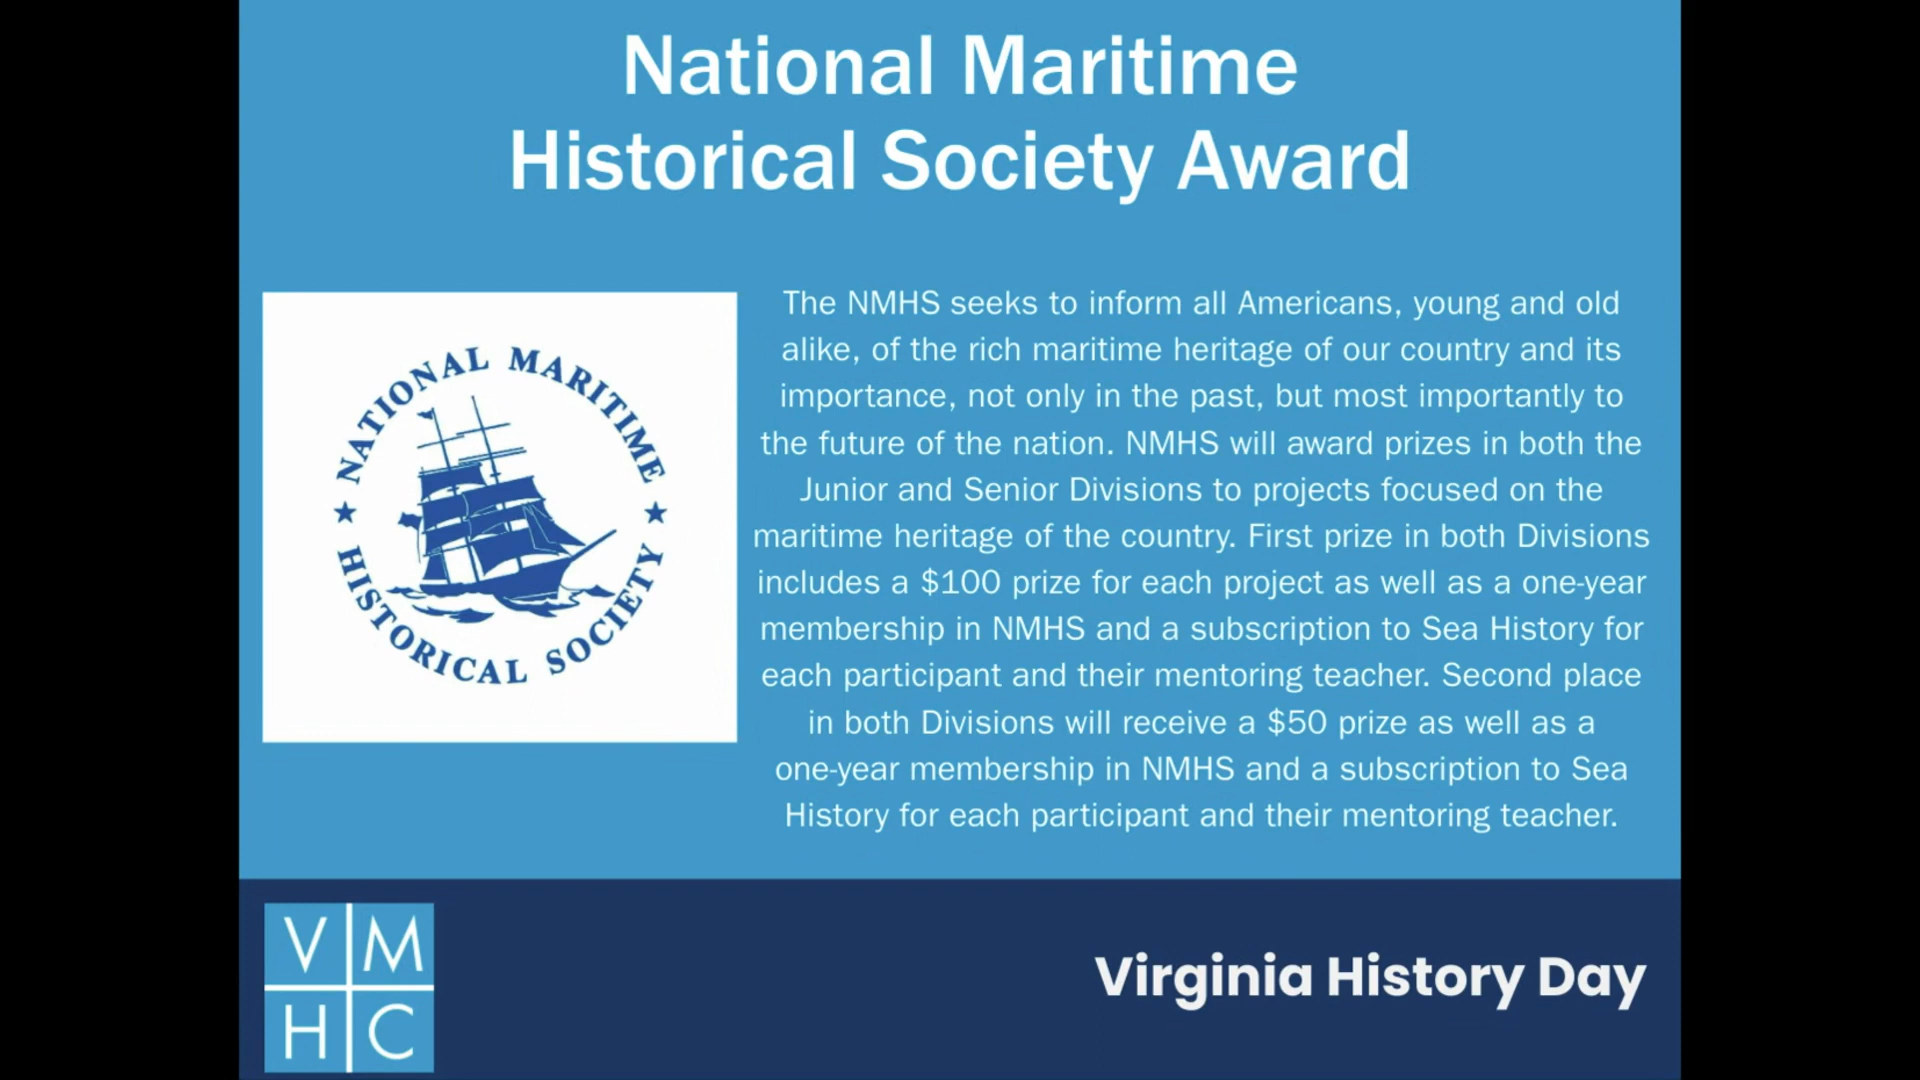 National Maritime
Historical Society Award
NATIONAL MARITIME
HISTORICAL SOCIETY
The NMHS seeks to inform all Americans, young and old
alike, of the rich maritime heritage of our country and its
importance, not only in the past, but most importantly to
the future of the nation. NMHS will award prizes in both the
Junior and Senior Divisions to projects focused on the
maritime heritage of the country. First prize in both Divisions
includes a $100 prize for each project as well as a one-year
membership in NMHS and a subscription to Sea History for
each participant and their mentoring teacher. Second place
in both Divisions will receive a $50 prize as well as a
one-year membership in NMHS and a subscription to Sea
History for each participant and their mentoring teacher.
V M
H C
Virginia History Day